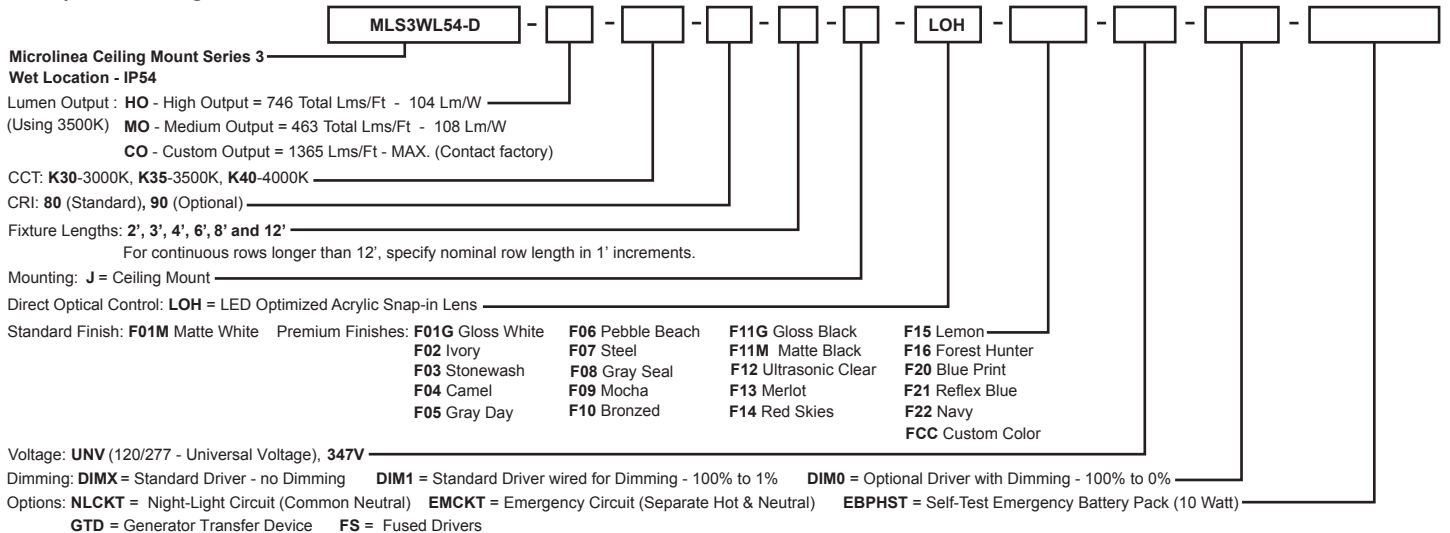 MLS3WL54-D - - - - - - LOH - - - -
Microlinea Ceiling Mount Series 3
Wet Location - IP54
Lumen Output : HO - High Output = 746 Total Lms/Ft - 104 Lm/W
(Using 3500K) MO - Medium Output = 463 Total Lms/Ft - 108 Lm/W
CO - Custom Output = 1365 Lms/Ft - MAX. (Contact factory)
CCT: K30-3000K, K35-3500K, K40-4000K
CRI: 80 (Standard), 90 (Optional)
Fixture Lengths: 2’, 3’, 4’, 6’, 8’ and 12’
For continuous rows longer than 12’, specify nominal row length in 1’ increments.
Mounting: J = Ceiling Mount
Direct Optical Control: LOH = LED Optimized Acrylic Snap-in Lens
Standard Finish: F01M Matte White Premium Finishes: F01G Gloss White F06 Pebble Beach F11G Gloss Black F15 Lemon
F02 Ivory F07 Steel F11M Matte Black F16 Forest Hunter
F03 Stonewash F08 Gray Seal F12 Ultrasonic Clear F20 Blue Print
F04 Camel F09 Mocha F13 Merlot F21 Reflex Blue
F05 Gray Day F10 Bronzed F14 Red Skies F22 Navy
FCC Custom Color
Voltage: UNV (120/277 - Universal Voltage), 347V
Dimming: DIMX = Standard Driver - no Dimming DIM1 = Standard Driver wired for Dimming - 100% to 1% DIM0 = Optional Driver with Dimming - 100% to 0%
Options: NLCKT = Night-Light Circuit (Common Neutral) EMCKT = Emergency Circuit (Separate Hot & Neutral) EBPHST = Self-Test Emergency Battery Pack (10 Watt)
GTD = Generator Transfer Device FS = Fused Drivers